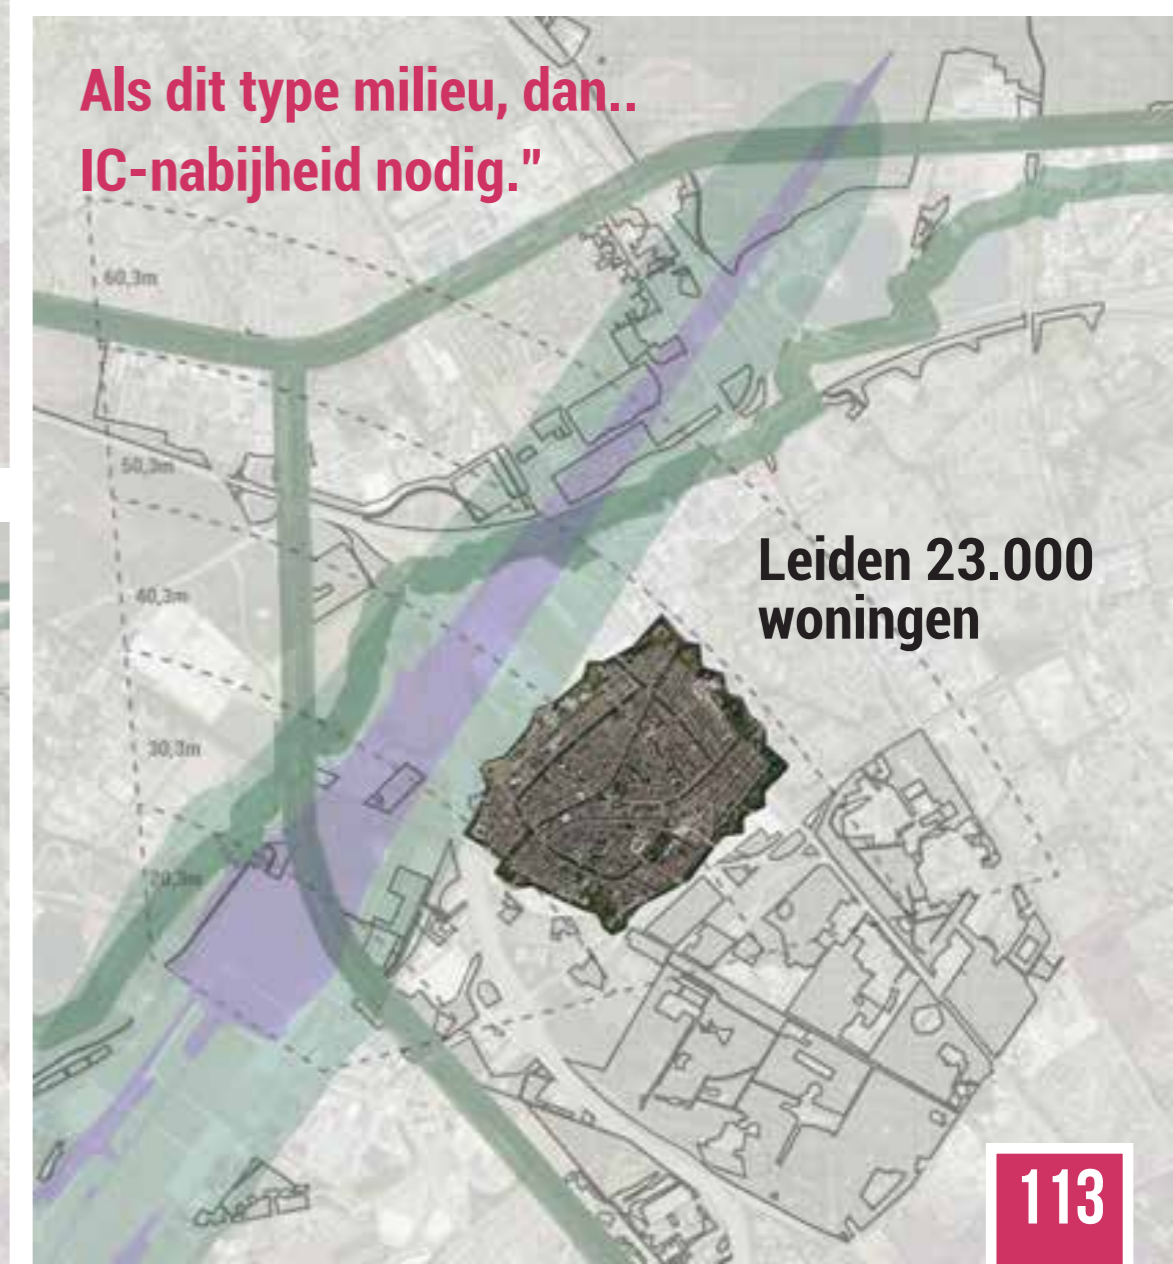 Als dit type milieu, dan..
IC-nabijheid nodig.”
60,3m
50,3m
40,3m
30,3m
20,3m
Leiden 23.000
woningen
113